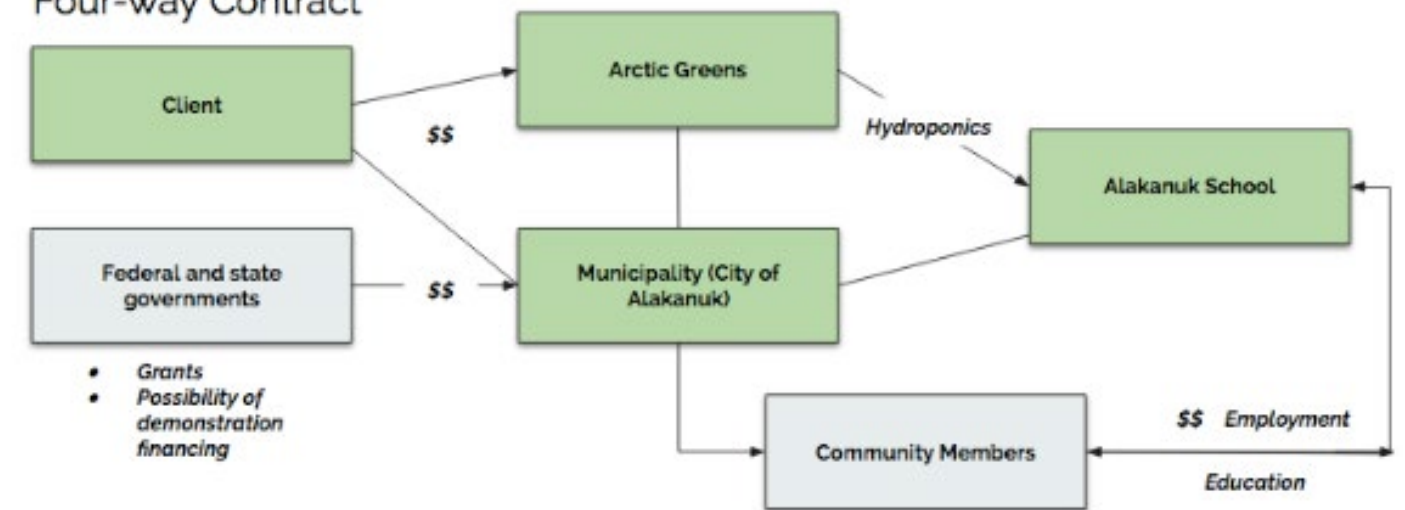 Four-way Contract
Client
Arctic Greens
$$
Hydroponics
Alakanuk School
Federal and state
governments
$$
Municipality (City of
Alakanuk)
● Grants
● Possibility of
demonstration
financing
Community Members
$$ Employment
Education